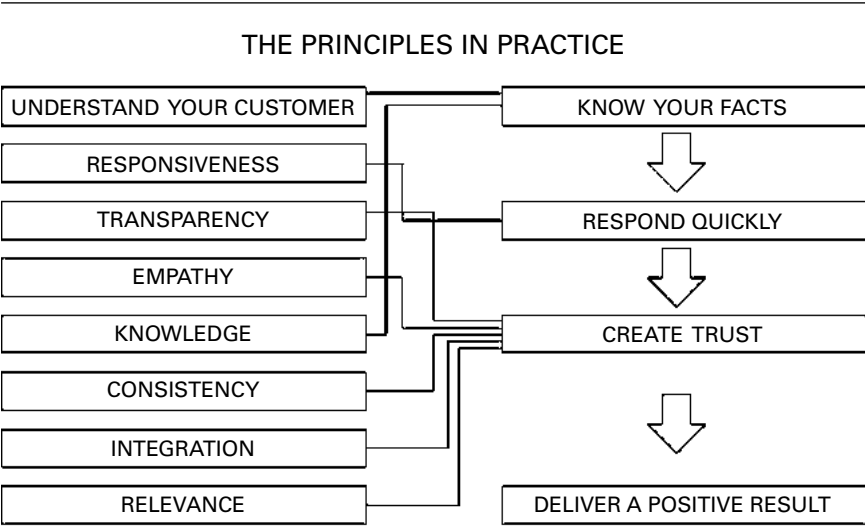 THE PRINCIPLES IN PRACTICE
UNDERSTAND YOUR CUSTOMER
RESPONSIVENESS
TRANSPARENCY
EMPATHY
KNOWLEDGE
CONSISTENCY
INTEGRATION
RELEVANCE
KNOW YOUR FACTS
RESPOND QUICKLY
CREATE TRUST
DELIVER A POSITIVE RESULT